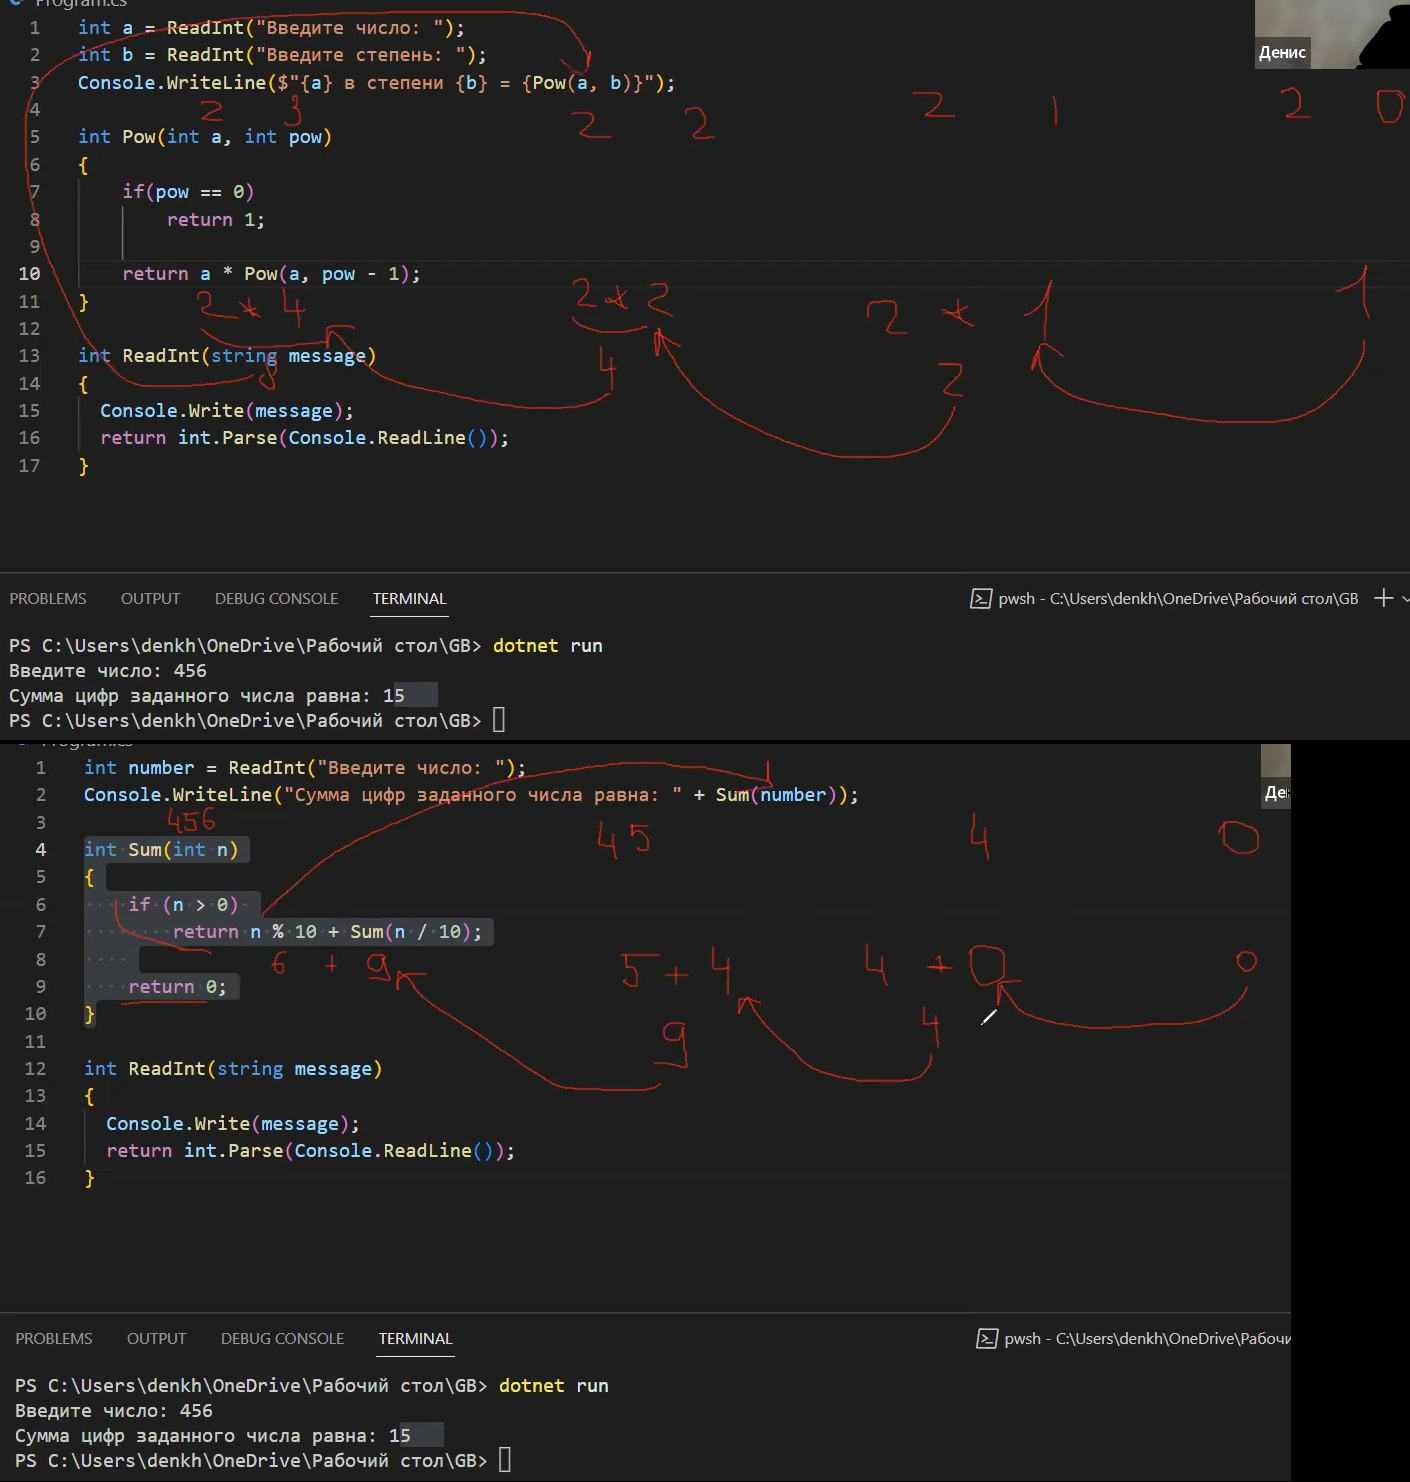 Program.cs
1 int a = ReadInt("Введите число: ");
2 int b = ReadInt("Введите степень: ");
3 Console.WriteLine($"{a} в степени {b} = {Pow(a, b)}");
Денис
4
2 3 2 2 2 1 2 0
5 int Pow(int a, int pow)
6 {
7 if(pow == 0)
8 return 1;
9
10 return a * Pow(a, pow - 1);
11 }
2 * 4 2 * 2 2 * 1 1
12
13 int ReadInt(string message)
8 4 2
14 {
15 Console.Write(message);
16 return int.Parse(Console.ReadLine());
17 }
PROBLEMS OUTPUT DEBUG CONSOLE TERMINAL pwsh - C:\Users\denkh\OneDrive\Рабочий стол\GB
PS C:\Users\denkh\OneDrive\Рабочий стол\GB> dotnet run
Введите число: 456
Сумма цифр заданного числа равна: 15
PS C:\Users\denkh\OneDrive\Рабочий стол\GB>
Program.cs
1 int number = ReadInt("Введите число: ");
2 Console.WriteLine("Сумма цифр заданного числа равна: " + Sum(number));
Де
3
456 45 4 0
4 int Sum(int n)
5 {
6 if (n > 0)
7 return n % 10 + Sum(n / 10);
8
6 + 9 5 + 4 4 + 0 0
9 return 0;
10 }
9 4
11
12 int ReadInt(string message)
13 {
14 Console.Write(message);
15 return int.Parse(Console.ReadLine());
16 }
PROBLEMS OUTPUT DEBUG CONSOLE TERMINAL pwsh - C:\Users\denkh\OneDrive\Рабочи
PS C:\Users\denkh\OneDrive\Рабочий стол\GB> dotnet run
Введите число: 456
Сумма цифр заданного числа равна: 15
PS C:\Users\denkh\OneDrive\Рабочий стол\GB>